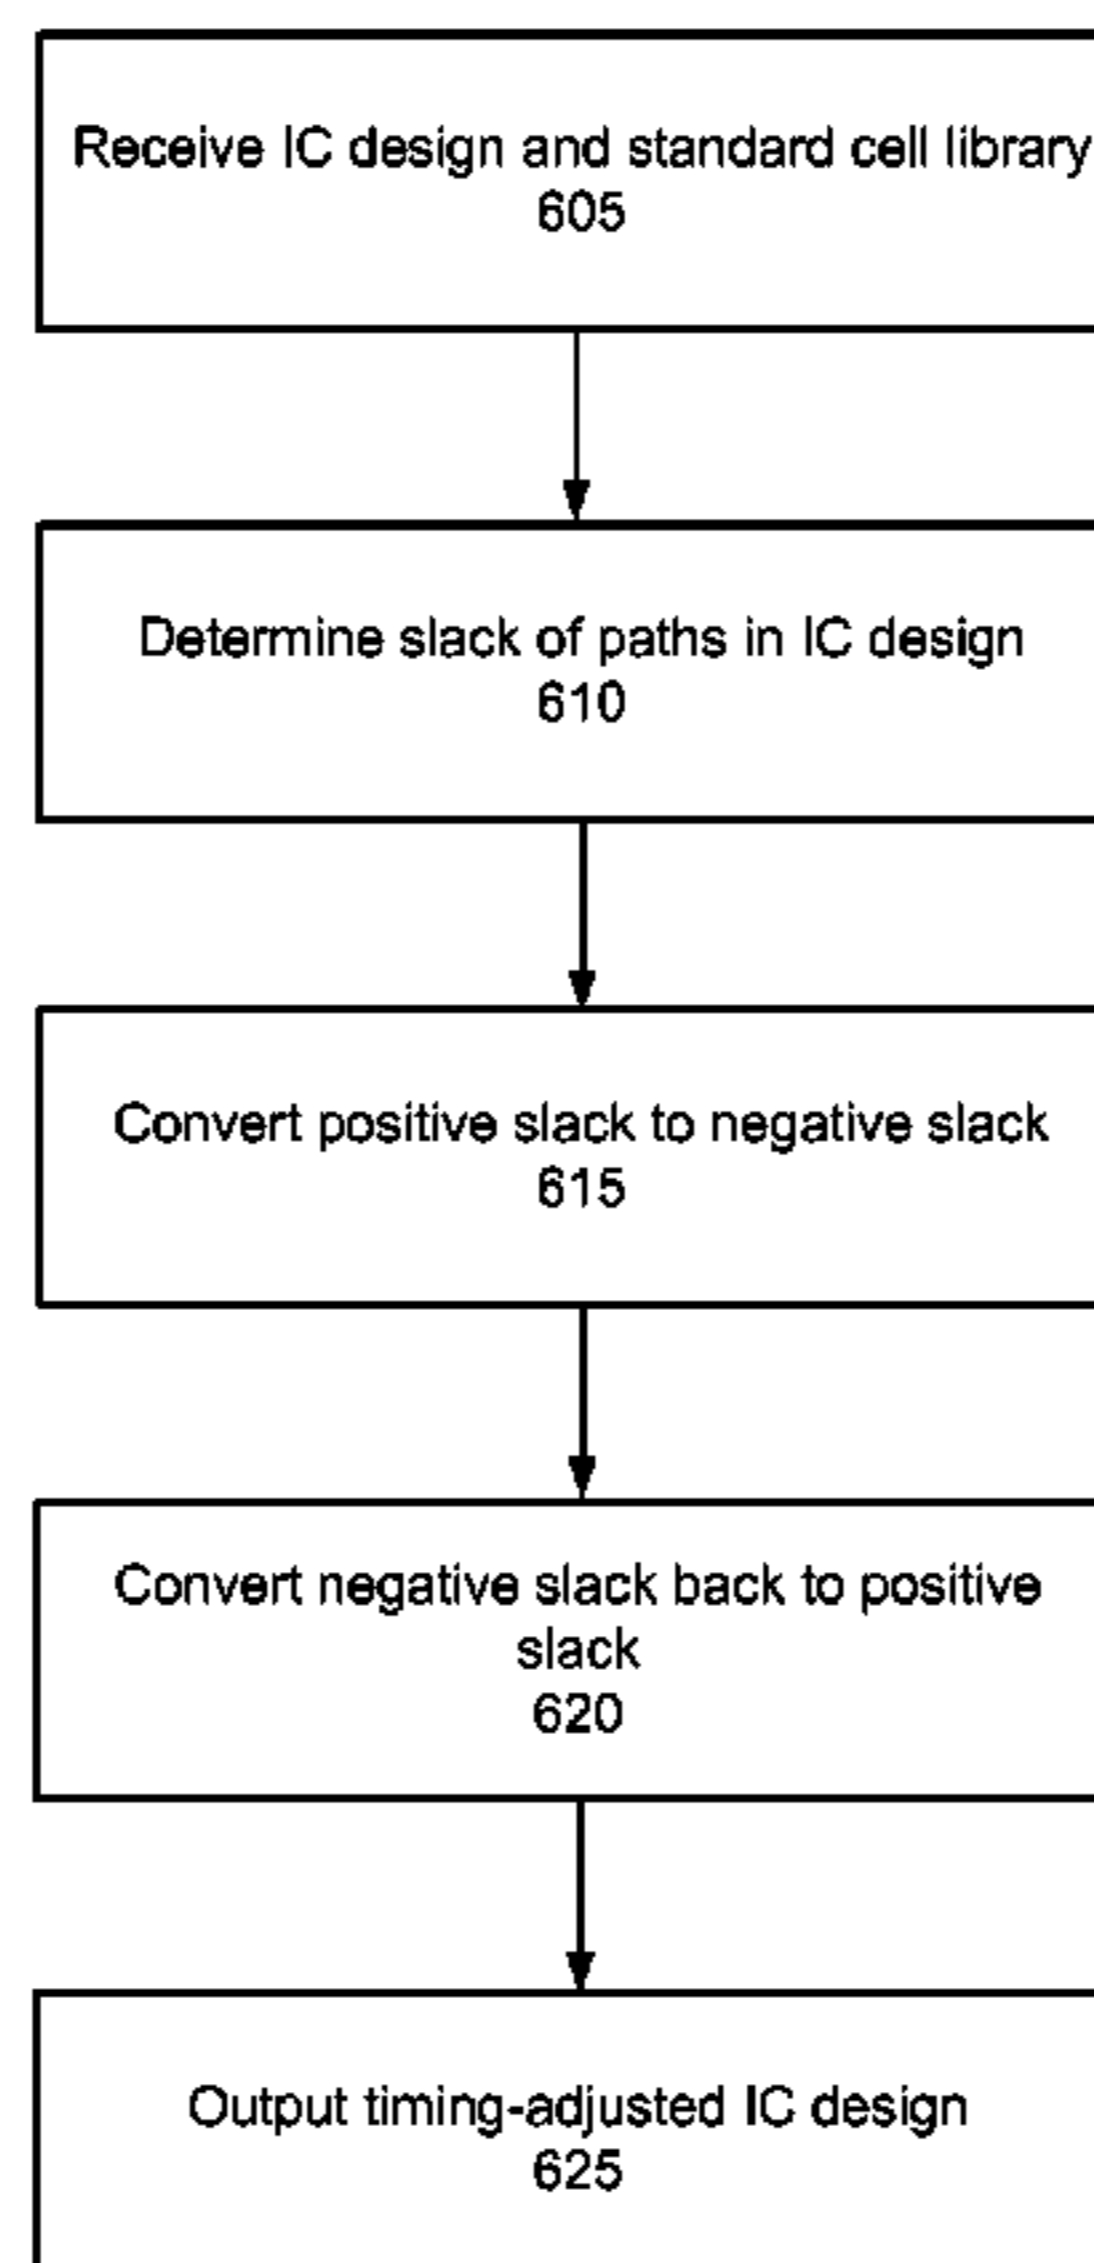 Receive IC design and standard cell library
605
Determine slack of paths in IC design
610
Convert positive slack to negative slack
615
Convert negative slack back to positive
slack
620
Output timing-adjusted IC design
625